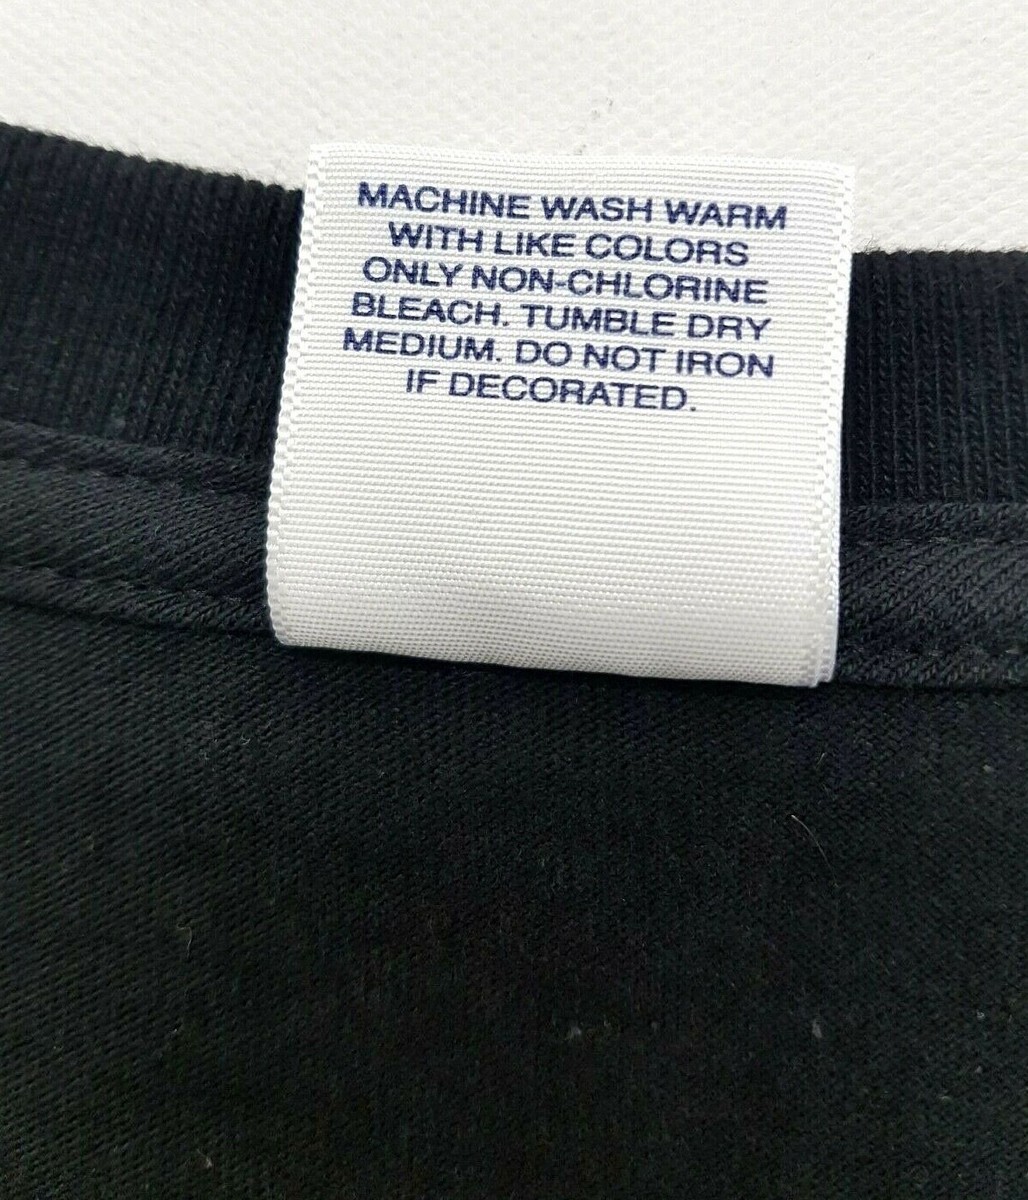 MACHINE WASH WARM
WITH LIKE COLORS
ONLY NON-CHLORINE
BLEACH. TUMBLE DRY
MEDIUM. DO NOT IRON
IF DECORATED.